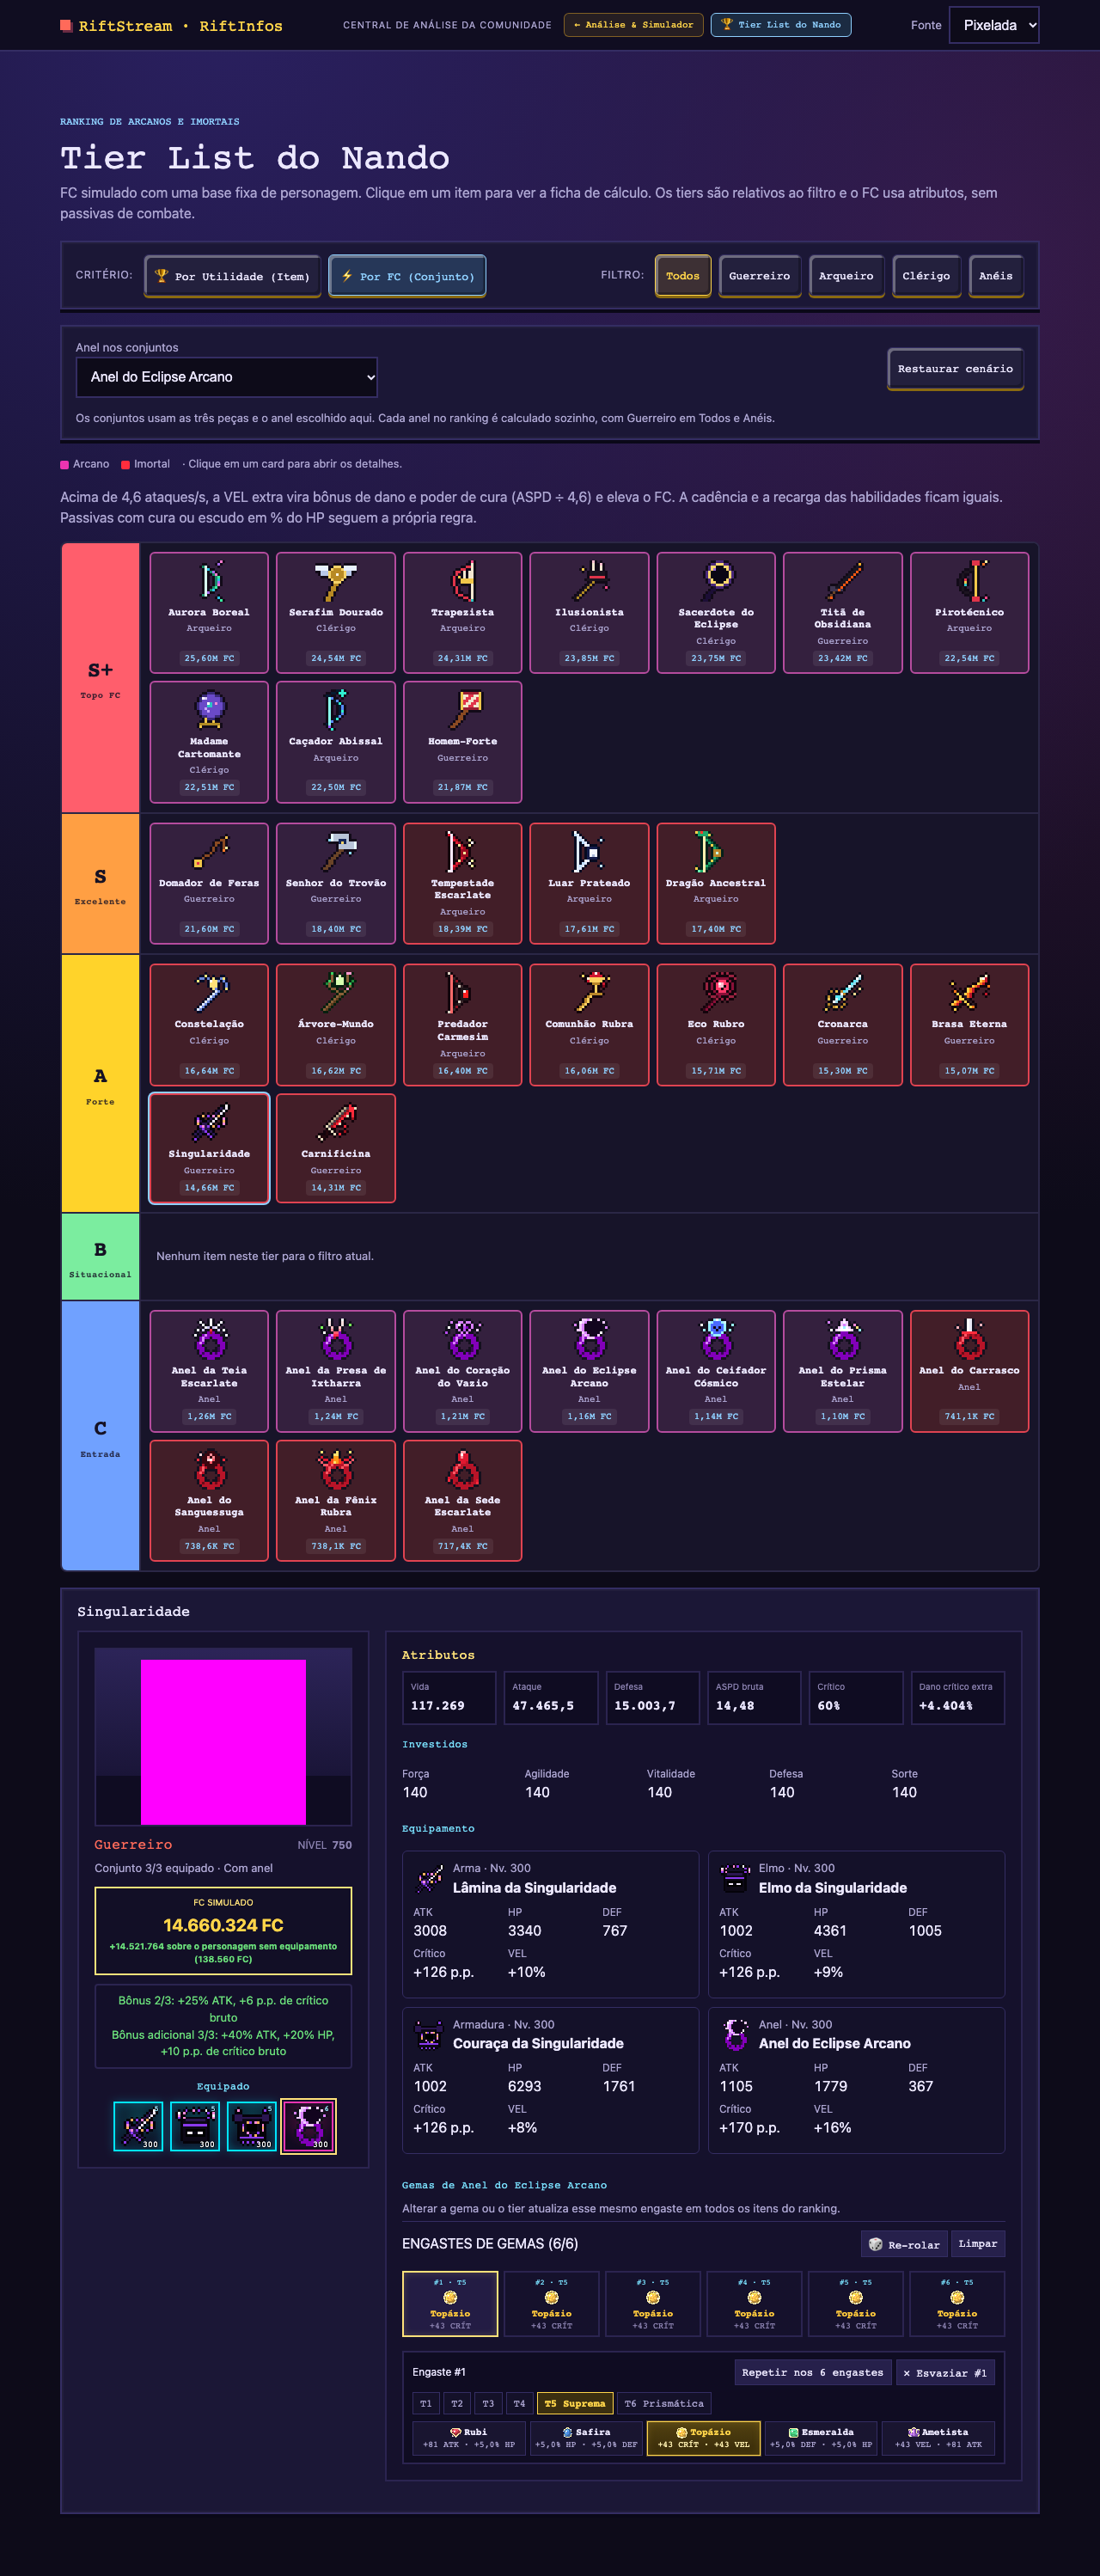 RiftStream • RiftInfos
CENTRAL DE ANÁLISE DA COMUNIDADE
← Análise & Simulador
🏆 Tier List do Nando
Fonte
Pixelada
RANKING DE ARCANOS E IMORTAIS
Tier List do Nando
FC simulado com uma base fixa de personagem. Clique em um item para ver a ficha de cálculo. Os tiers são relativos ao filtro e o FC usa atributos, sem
passivas de combate.
CRITÉRIO:
🏆 Por Utilidade (Item)
⚡ Por FC (Conjunto)
FILTRO:
Todos
Guerreiro
Arqueiro
Clérigo
Anéis
Anel nos conjuntos
Anel do Eclipse Arcano
Restaurar cenário
Os conjuntos usam as três peças e o anel escolhido aqui. Cada anel no ranking é calculado sozinho, com Guerreiro em Todos e Anéis.
Arcano
Imortal
· Clique em um card para abrir os detalhes.
Acima de 4,6 ataques/s, a VEL extra vira bônus de dano e poder de cura (ASPD ÷ 4,6) e eleva o FC. A cadência e a recarga das habilidades ficam iguais.
Passivas com cura ou escudo em % do HP seguem a própria regra.
S+
Topo FC
Aurora Boreal
Arqueiro
25,60M FC
Serafim Dourado
Clérigo
24,54M FC
Trapezista
Arqueiro
24,31M FC
Ilusionista
Clérigo
23,85M FC
Sacerdote do
Eclipse
Clérigo
23,75M FC
Titã de
Obsidiana
Guerreiro
23,42M FC
Pirotécnico
Arqueiro
22,54M FC
Madame
Cartomante
Clérigo
22,51M FC
Caçador Abissal
Arqueiro
22,50M FC
Homem-Forte
Guerreiro
21,87M FC
S
Excelente
Domador de Feras
Guerreiro
21,60M FC
Senhor do Trovão
Guerreiro
18,40M FC
Tempestade
Escarlate
Arqueiro
18,39M FC
Luar Prateado
Arqueiro
17,61M FC
Dragão Ancestral
Arqueiro
17,40M FC
A
Forte
Constelação
Clérigo
16,64M FC
Árvore-Mundo
Clérigo
16,62M FC
Predador
Carmesim
Arqueiro
16,40M FC
Comunhão Rubra
Clérigo
16,06M FC
Eco Rubro
Clérigo
15,71M FC
Cronarca
Guerreiro
15,30M FC
Brasa Eterna
Guerreiro
15,07M FC
Singularidade
Guerreiro
14,66M FC
Carnificina
Guerreiro
14,31M FC
B
Situacional
Nenhum item neste tier para o filtro atual.
C
Entrada
Anel da Teia
Escarlate
Anel
1,26M FC
Anel da Presa de
Ixtharra
Anel
1,24M FC
Anel do Coração
do Vazio
Anel
1,21M FC
Anel do Eclipse
Arcano
Anel
1,16M FC
Anel do Ceifador
Cósmico
Anel
1,14M FC
Anel do Prisma
Estelar
Anel
1,10M FC
Anel do Carrasco
Anel
741,1K FC
Anel do
Sanguessuga
Anel
738,6K FC
Anel da Fênix
Rubra
Anel
738,1K FC
Anel da Sede
Escarlate
Anel
717,4K FC
Singularidade
Guerreiro
NÍVEL 750
Conjunto 3/3 equipado · Com anel
FC SIMULADO
14.660.324 FC
+14.521.764 sobre o personagem sem equipamento
(138.560 FC)
Bônus 2/3: +25% ATK, +6 p.p. de crítico
bruto
Bônus adicional 3/3: +40% ATK, +20% HP,
+10 p.p. de crítico bruto
Equipado
5
300
5
300
5
300
6
300
Atributos
Vida
117.269
Ataque
47.465,5
Defesa
15.003,7
ASPD bruta
14,48
Crítico
60%
Dano crítico extra
+4.404%
Investidos
Força
140
Agilidade
140
Vitalidade
140
Defesa
140
Sorte
140
Equipamento
Arma · Nv. 300
Lâmina da Singularidade
ATK
3008
HP
3340
DEF
767
Crítico
+126 p.p.
VEL
+10%
Elmo · Nv. 300
Elmo da Singularidade
ATK
1002
HP
4361
DEF
1005
Crítico
+126 p.p.
VEL
+9%
Armadura · Nv. 300
Couraça da Singularidade
ATK
1002
HP
6293
DEF
1761
Crítico
+126 p.p.
VEL
+8%
Anel · Nv. 300
Anel do Eclipse Arcano
ATK
1105
HP
1779
DEF
367
Crítico
+170 p.p.
VEL
+16%
Gemas de Anel do Eclipse Arcano
Alterar a gema ou o tier atualiza esse mesmo engaste em todos os itens do ranking.
ENGASTES DE GEMAS (6/6)
🎲 Re-rolar
Limpar
#1 · T5
Topázio
+43 CRÍT
#2 · T5
Topázio
+43 CRÍT
#3 · T5
Topázio
+43 CRÍT
#4 · T5
Topázio
+43 CRÍT
#5 · T5
Topázio
+43 CRÍT
#6 · T5
Topázio
+43 CRÍT
Engaste #1
Repetir nos 6 engastes
× Esvaziar #1
T1
T2
T3
T4
T5 Suprema
T6 Prismática
Rubi
+81 ATK · +5,0% HP
Safira
+5,0% HP · +5,0% DEF
Topázio
+43 CRÍT · +43 VEL
Esmeralda
+5,0% DEF · +5,0% HP
Ametista
+43 VEL · +81 ATK